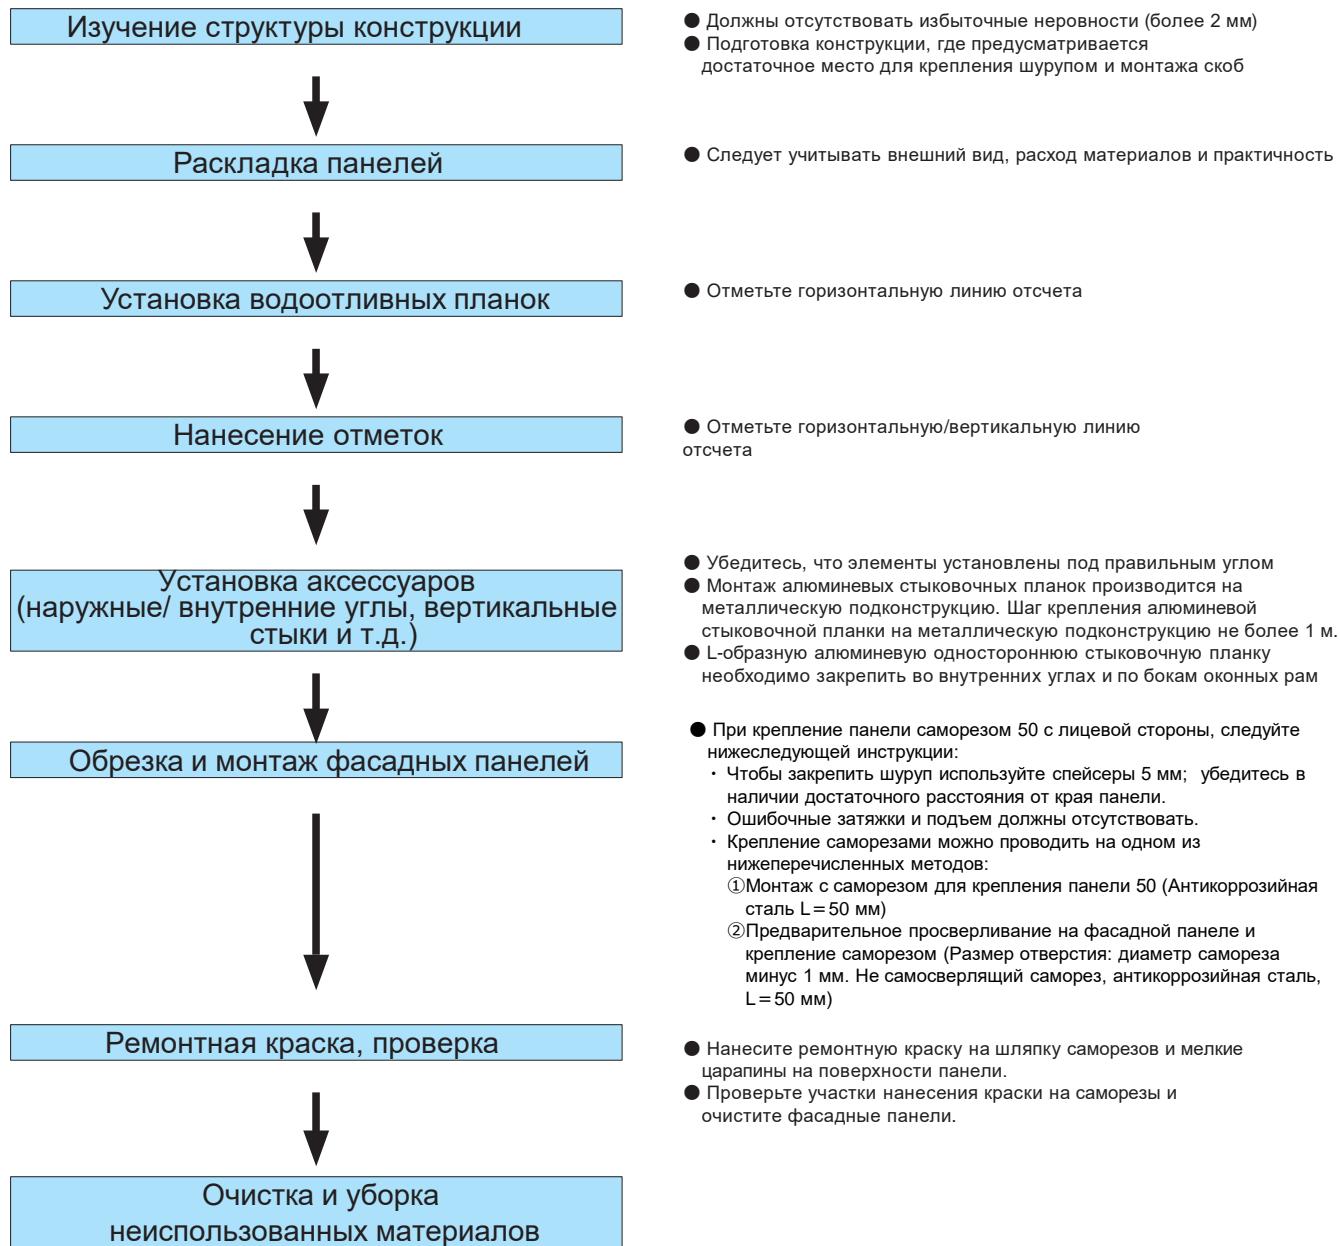 Изучение структуры конструкции
● Должны отсутствовать избыточные неровности (более 2 мм)
● Подготовка конструкции, где предусматривается
достаточное место для крепления шурупом и монтажа скоб
Раскладка панелей
● Следует учитывать внешний вид, расход материалов и практичность
Установка водоотливных планок
● Отметьте горизонтальную линию отсчета
Нанесение отметок
● Отметьте горизонтальную/вертикальную линию
отсчета
Установка аксессуаров
(наружные/ внутренние углы, вертикальные
стыки и т.д.)
● Убедитесь, что элементы установлены под правильным углом
● Монтаж алюминевых стыковочных планок производится на
металлическую подконструкцию. Шаг крепления алюминевой
стыковочной планки на металлическую подконструкцию не более 1 м.
● L-образную алюминевую одностороннюю стыковочную планку
необходимо закрепить во внутренних углах и по бокам оконных рам
Обрезка и монтаж фасадных панелей
● При крепление панели саморезом 50 с лицевой стороны, следуйте
нижеследующей инструкции:
・ Чтобы закрепить шуруп используйте спейсеры 5 мм; убедитесь в
наличии достаточного расстояния от края панели.
・ Ошибочные затяжки и подъем должны отсутствовать.
・ Крепление саморезами можно проводить на одном из
нижеперечисленных методов:
①Монтаж с саморезом для крепления панели 50 (Антикоррозийная
сталь L＝50 мм)
②Предварительное просверливание на фасадной панеле и
крепление саморезом (Размер отверстия: диаметр самореза
минус 1 мм. Не самосверлящий саморез, антикоррозийная сталь,
L＝50 мм)
Ремонтная краска, проверка
● Нанесите ремонтную краску на шляпку саморезов и мелкие
царапины на поверхности панели.
● Проверьте участки нанесения краски на саморезы и
очистите фасадные панели.
Очистка и уборка
неиспользованных материалов